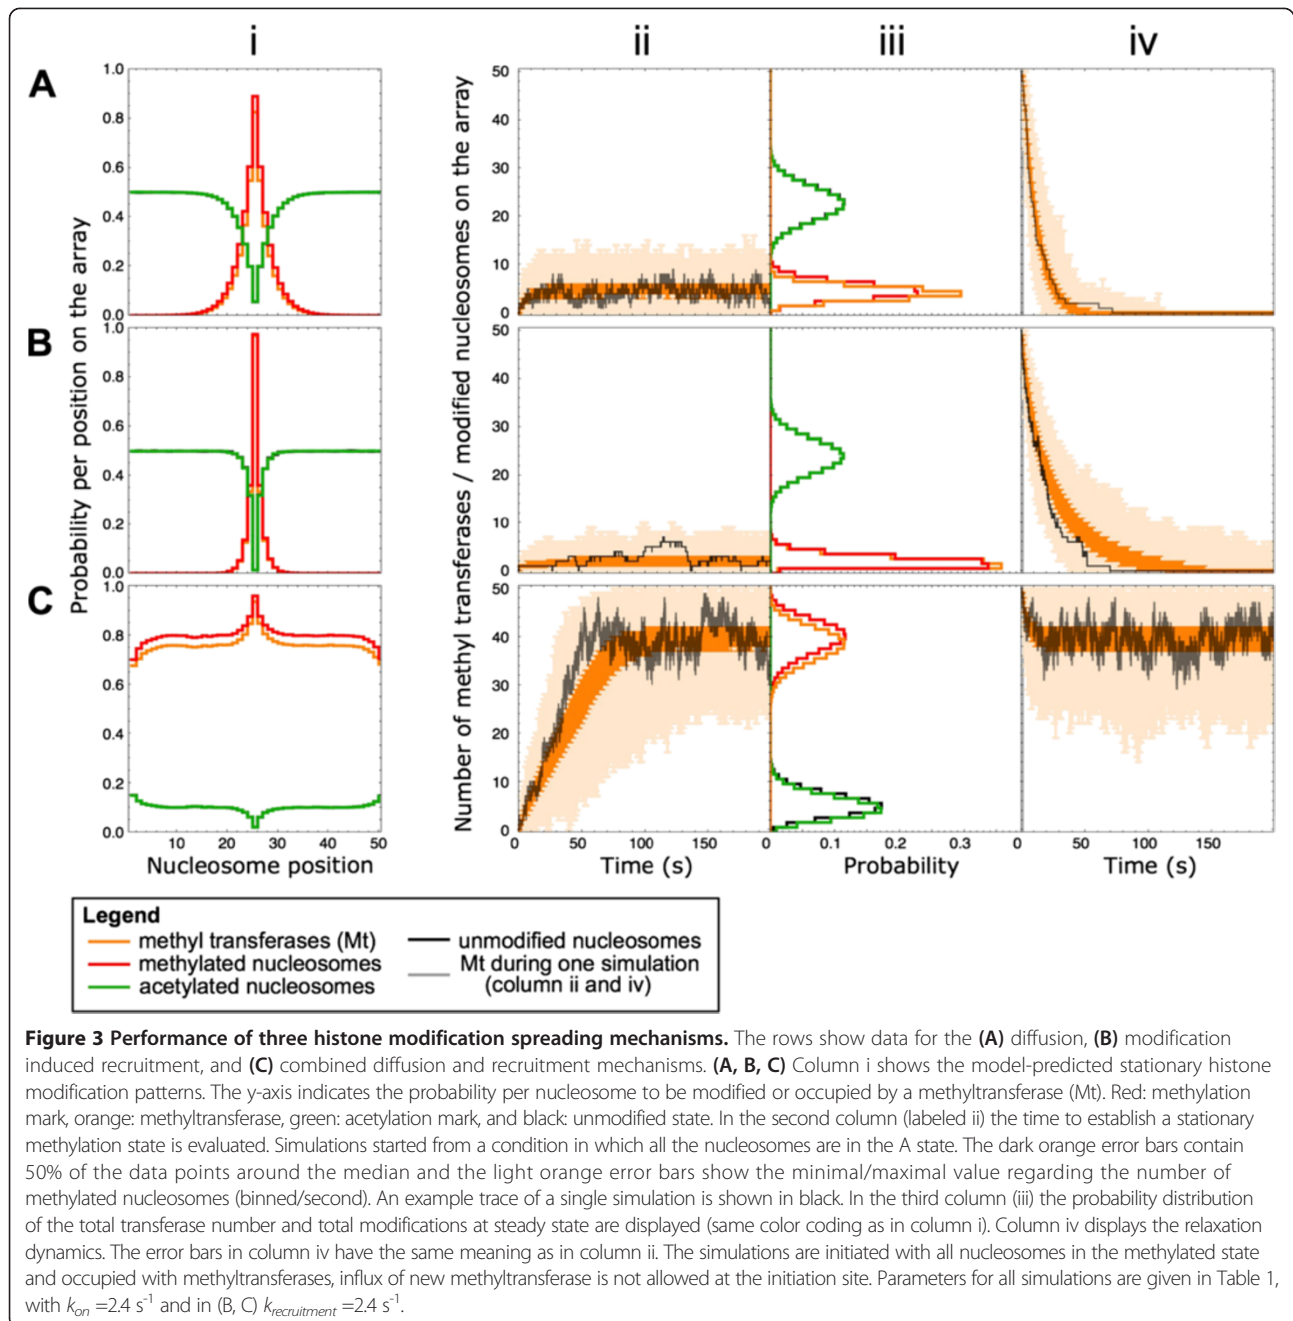 i ii iii iv
A
B
C
Probability per position on the array
Number of methyl transferases / modified nucleosomes on the array
1.0
0.8
0.6
0.4
0.2
0.0
50
40
30
20
10
0
1.0
0.8
0.6
0.4
0.2
0.0
50
40
30
20
10
0
1.0
0.8
0.6
0.4
0.2
0.0
50
40
30
20
10
0
10 20 30 40 50
0 50 100 150
0 0.1 0.2 0.3
0 50 100 150
Nucleosome position Time (s) Probability Time (s)
Legend
methyl transferases (Mt)
methylated nucleosomes
acetylated nucleosomes
unmodified nucleosomes
Mt during one simulation
(column ii and iv)
Figure 3 Performance of three histone modification spreading mechanisms. The rows show data for the (A) diffusion, (B) modification
induced recruitment, and (C) combined diffusion and recruitment mechanisms. (A, B, C) Column i shows the model-predicted stationary histone
modification patterns. The y-axis indicates the probability per nucleosome to be modified or occupied by a methyltransferase (Mt). Red: methylation
mark, orange: methyltransferase, green: acetylation mark, and black: unmodified state. In the second column (labeled ii) the time to establish a stationary
methylation state is evaluated. Simulations started from a condition in which all the nucleosomes are in the A state. The dark orange error bars contain
50% of the data points around the median and the light orange error bars show the minimal/maximal value regarding the number of
methylated nucleosomes (binned/second). An example trace of a single simulation is shown in black. In the third column (iii) the probability distribution
of the total transferase number and total modifications at steady state are displayed (same color coding as in column i). Column iv displays the relaxation
dynamics. The error bars in column iv have the same meaning as in column ii. The simulations are initiated with all nucleosomes in the methylated state
and occupied with methyltransferases, influx of new methyltransferase is not allowed at the initiation site. Parameters for all simulations are given in Table 1,
with kon =2.4 s-1 and in (B, C) krecruitment =2.4 s-1.